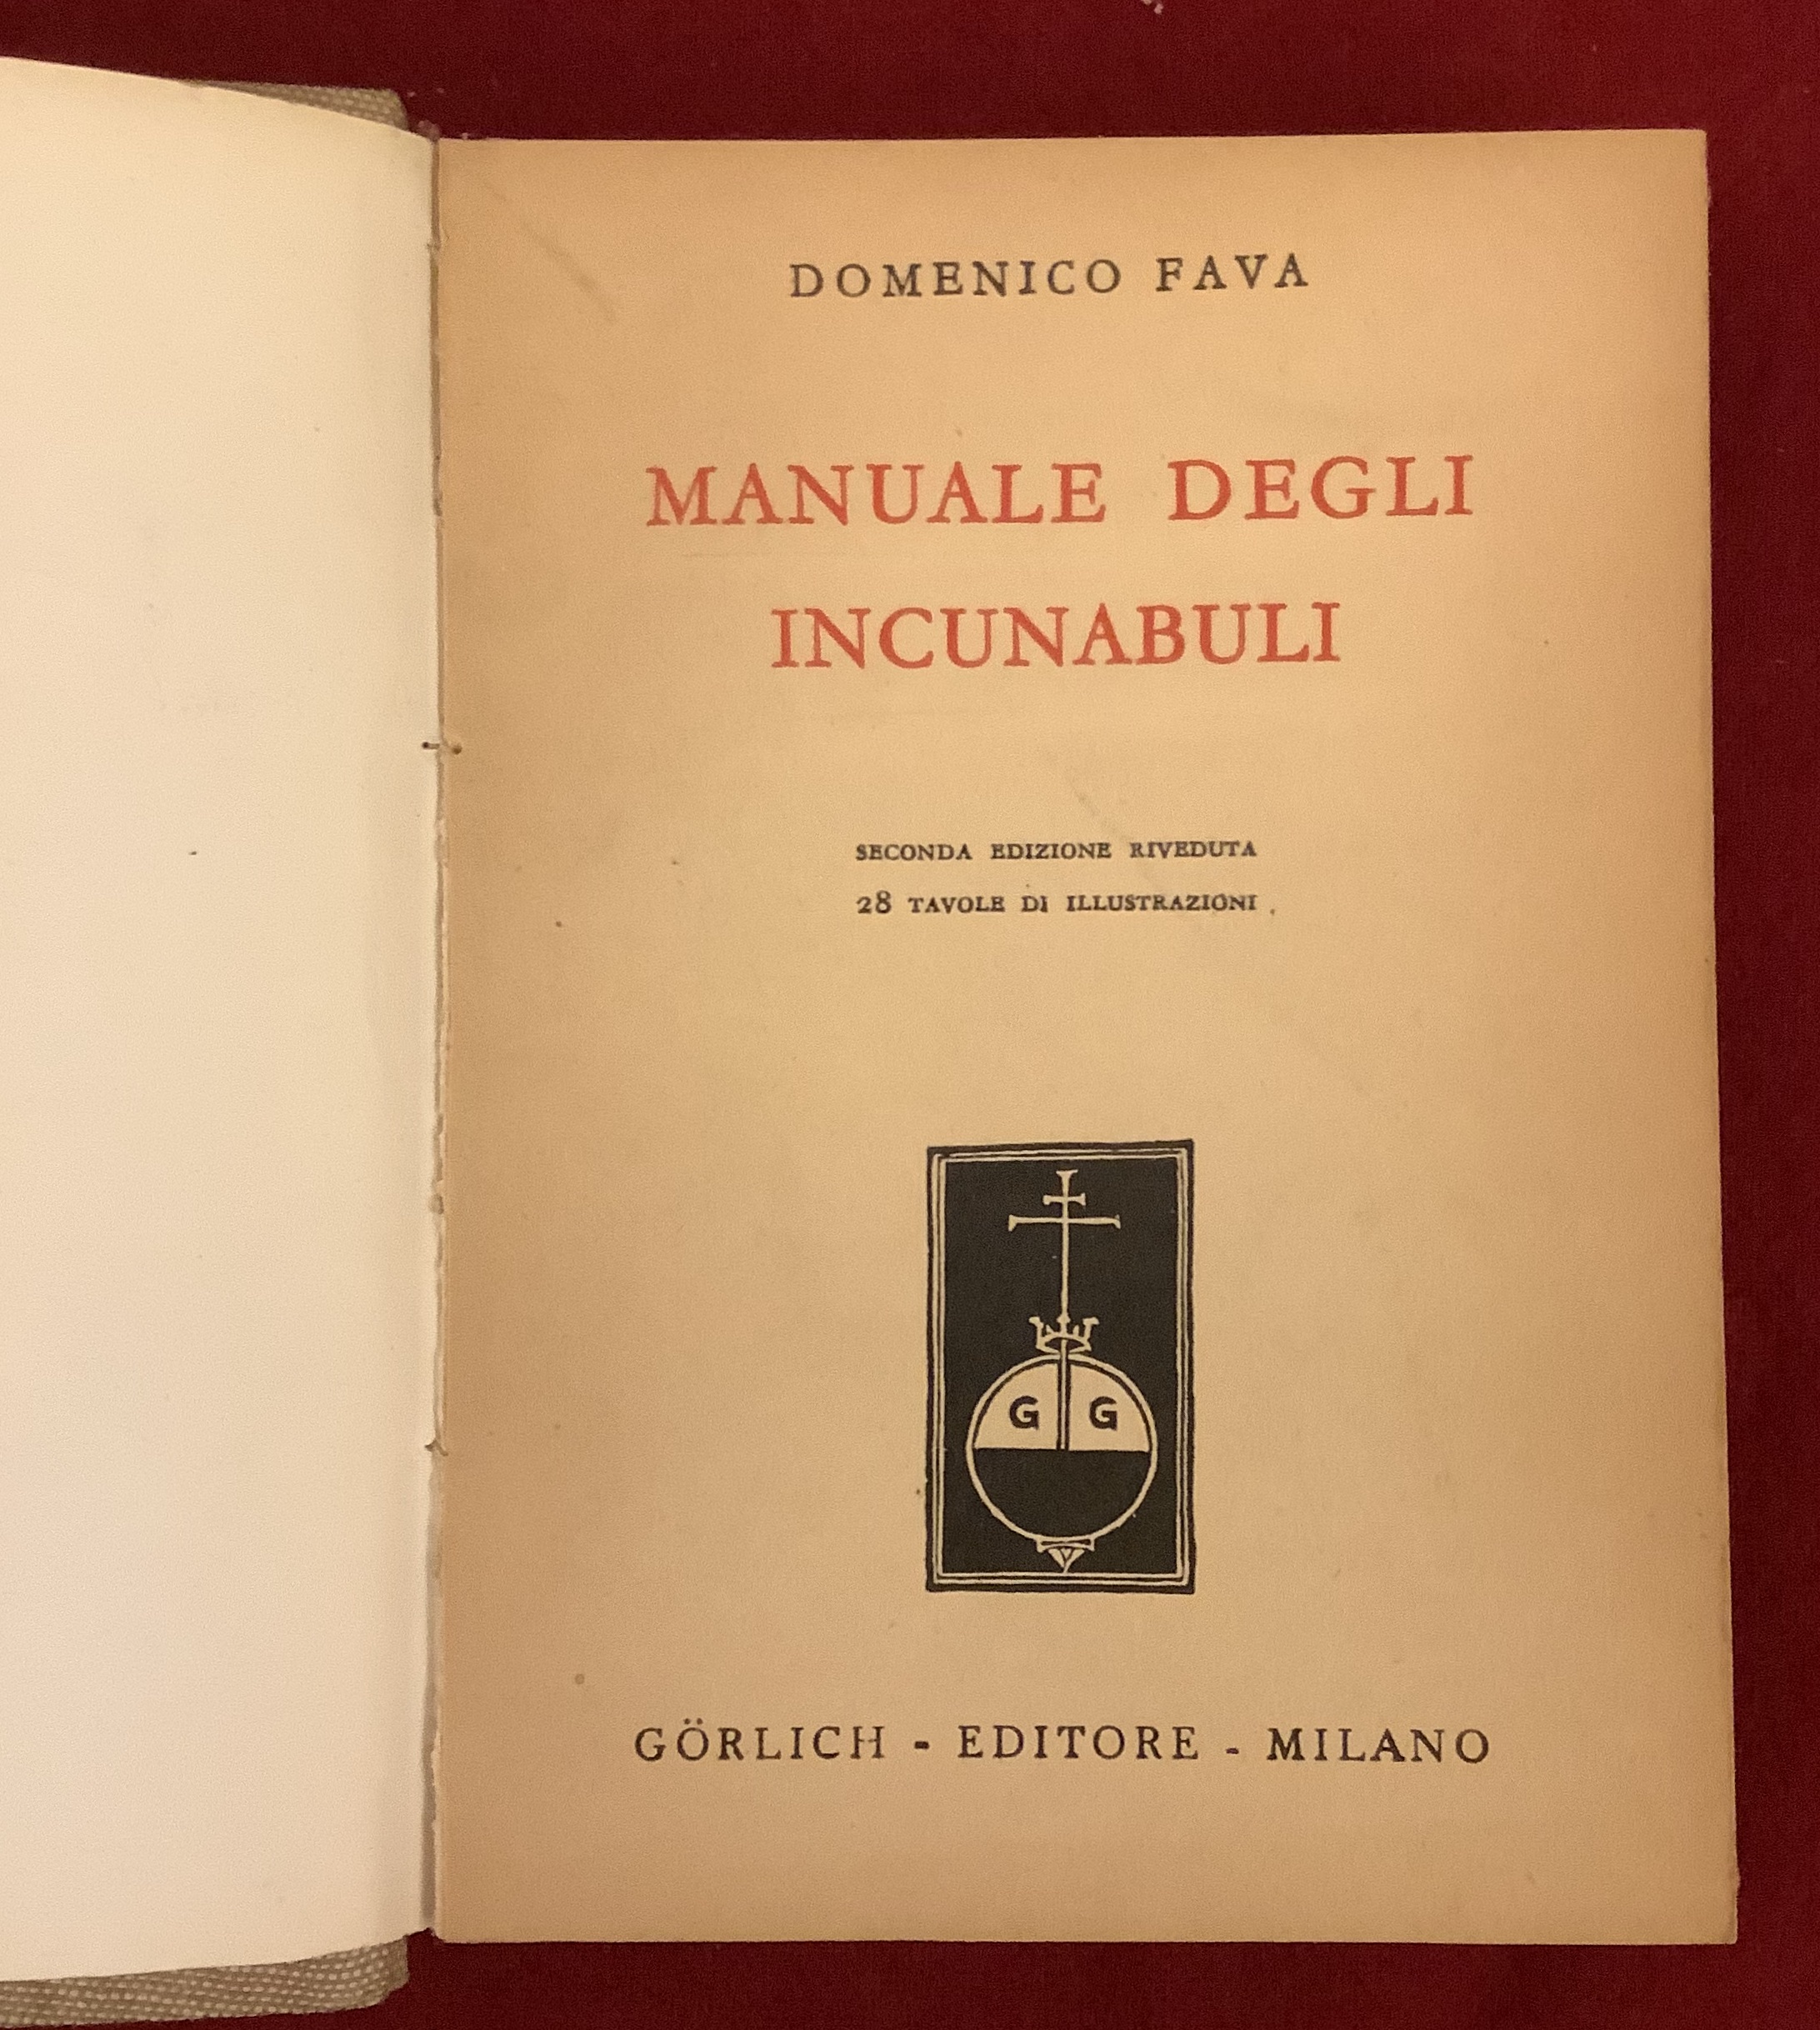 DOMENICO FAVA
MANUALE DEGLI
INCUNABULI
SECONDA EDIZIONE RIVEDUTA
28 TAVOLE DI ILLUSTRAZIONI
G G
GÖRLICH - EDITORE - MILANO